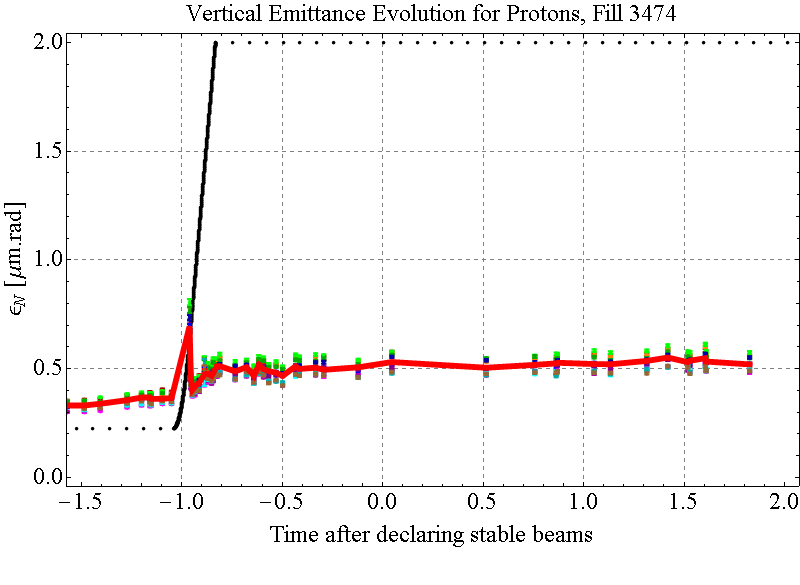 Vertical Emittance Evolution for Protons, Fill 3474
2.0
1.5
1.0
0.5
0.0
ϵN [μm.rad]
−1.5 −1.0 −0.5 0.0 0.5 1.0 1.5 2.0
Time after declaring stable beams